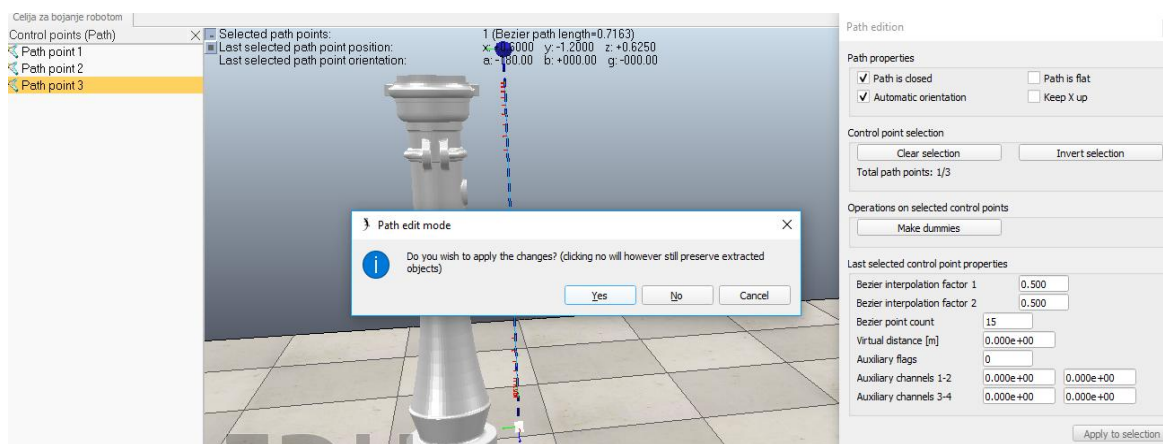 Celija za bojanje robotom
Control points (Path)
Path point 1
Path point 2
Path point 3
Selected path points: 1 (Bezier path length=0.7163)
Last selected path point position: x: +0.6000 y: -1.2000 z: +0.6250
Last selected path point orientation: a: -180.00 b: +000.00 g: -000.00
EDU
Path edit mode
Do you wish to apply the changes? (clicking no will however still preserve extracted
objects)
Yes No Cancel
Path edition
Path properties
Path is closed Path is flat
Automatic orientation Keep X up
Control point selection
Clear selection Invert selection
Total path points: 1/3
Operations on selected control points
Make dummies
Last selected control point properties
Bezier interpolation factor 1 0.500
Bezier interpolation factor 2 0.500
Bezier point count 15
Virtual distance [m] 0.000e+00
Auxiliary flags 0
Auxiliary channels 1-2 0.000e+00 0.000e+00
Auxiliary channels 3-4 0.000e+00 0.000e+00
Apply to selection